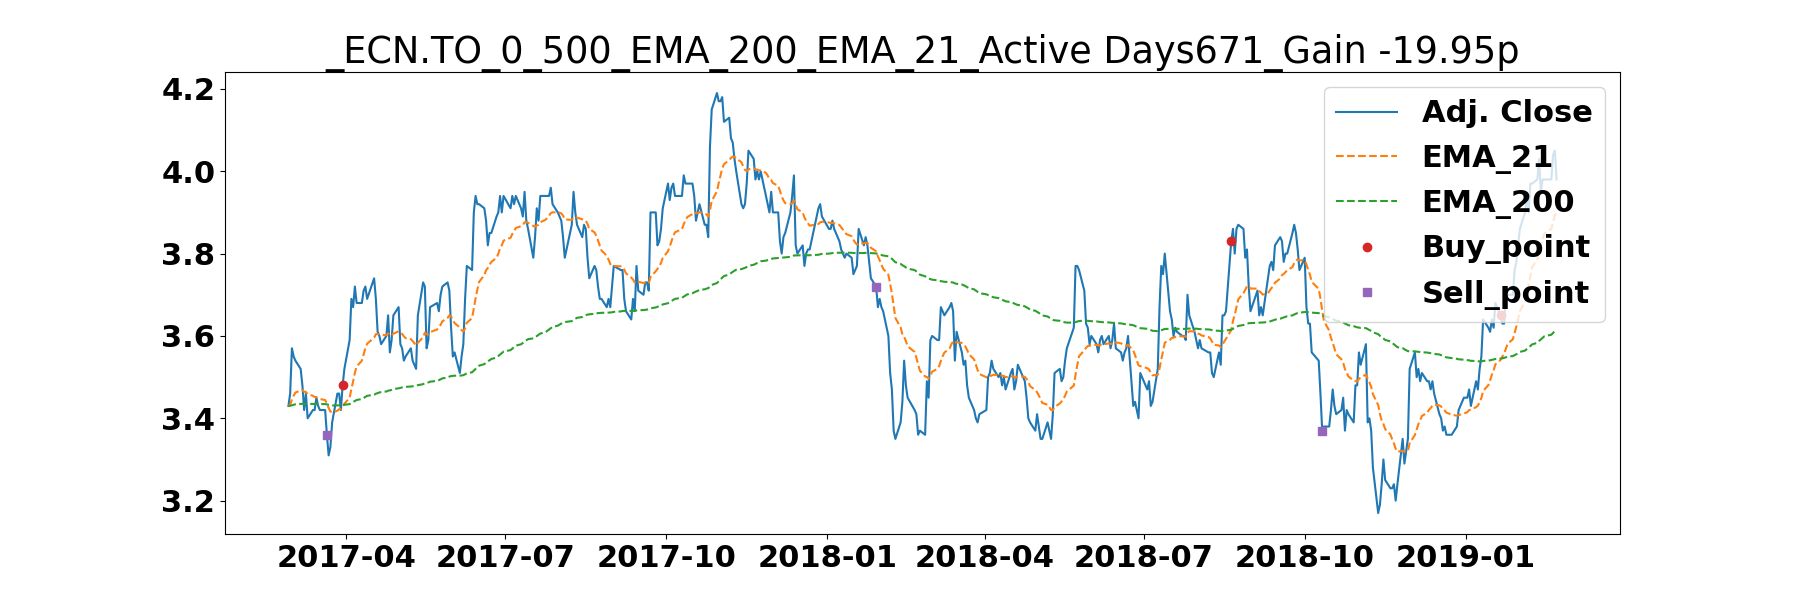 _ECN.TO_0_500_EMA_200_EMA_21_Active Days671_Gain -19.95p
4.2
4.0
3.8
3.6
3.4
3.2
Adj. Close
EMA_21
EMA_200
Buy_point
Sell_point
2017-04 2017-07 2017-10 2018-01 2018-04 2018-07 2018-10 2019-01